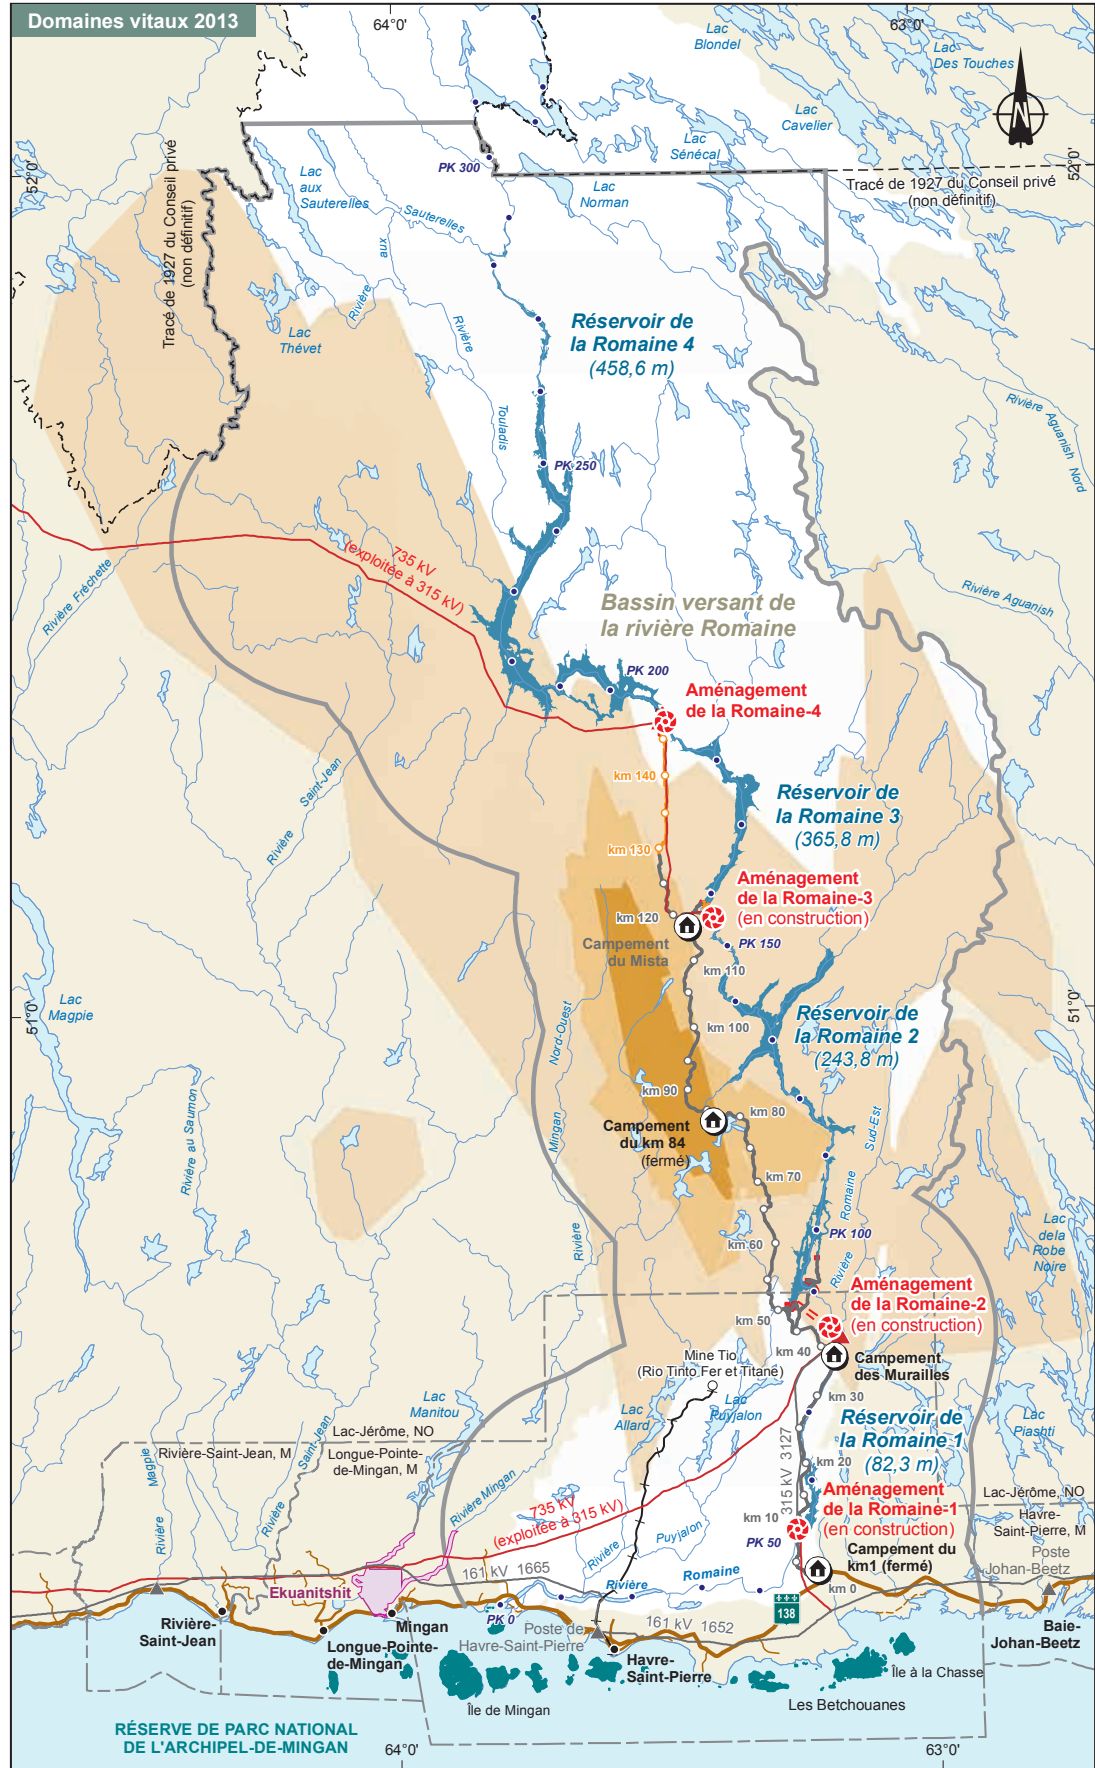 Domaines vitaux 2013
64°0'
63°0'
Lac
Blondel
Lac
Des Touches
Lac
Cavelier
Lac
Sénécal
N
52°0'
52°0'
PK 300
Lac
aux
Sauterelles
Lac
Norman
Tracé de 1927 du Conseil privé
(non définitif)
Tracé de 1927 du Conseil privé
(non définitif)
Rivière
aux
Sauterelles
Lac
Thévet
Rivière
Touladis
Réservoir de
la Romaine 4
(458,6 m)
Rivière Aguanish Nord
PK 250
735 kV
(exploitée à 315 kV)
Rivière Fréchette
Rivière Aguanish
Bassin versant de
la rivière Romaine
PK 200
Aménagement
de la Romaine-4
km 140
Réservoir de
la Romaine 3
(365,8 m)
Rivière Saint-Jean
km 130
Aménagement
de la Romaine-3
(en construction)
km 120
Campement
du Mista
PK 150
km 110
Lac
Magpie
51°0'
51°0'
Réservoir de
la Romaine 2
(243,8 m)
km 100
Rivière Mingan Nord-Ouest
km 90
km 80
Campement
du km 84
(fermé)
Rivière au Saumon
Rivière Romaine Sud-Est
km 70
PK 100
km 60
Lac
de la
Robe
Noire
Aménagement
de la Romaine-2
(en construction)
km 50
km 40
Mine Tio
(Rio Tinto Fer et Titane)
Campement
des Murailles
km 30
Lac
Manitou
Lac
Allard
Lac
Puyjalon
Réservoir de
la Romaine 1
(82,3 m)
Lac
Piashti
Lac-Jérôme, NO
Rivière-Saint-Jean, M
Longue-Pointe-
de-Mingan, M
Rivière Magpie
Rivière Saint-Jean
Rivière Mingan
315 kV 3127
km 20
735 kV
(exploitée à 315 kV)
Aménagement
de la Romaine-1
(en construction)
Lac-Jérôme, NO
Havre-
Saint-Pierre, M
km 10
PK 50
Rivière
Puyjalon
Campement du
km1 (fermé)
Poste
Johan-Beetz
161 kV 1665
Ekuanitshit
Rivière
Romaine
km 0
138
PK 0
Rivière-
Saint-Jean
Mingan
Longue-Pointe-
de-Mingan
Poste de
Havre-Saint-Pierre
161 kV 1652
Havre-
Saint-Pierre
Baie-
Johan-Beetz
Île à la Chasse
Île de Mingan
Les Betchouanes
RÉSERVE DE PARC NATIONAL
DE L'ARCHIPEL-DE-MINGAN
64°0'
63°0'